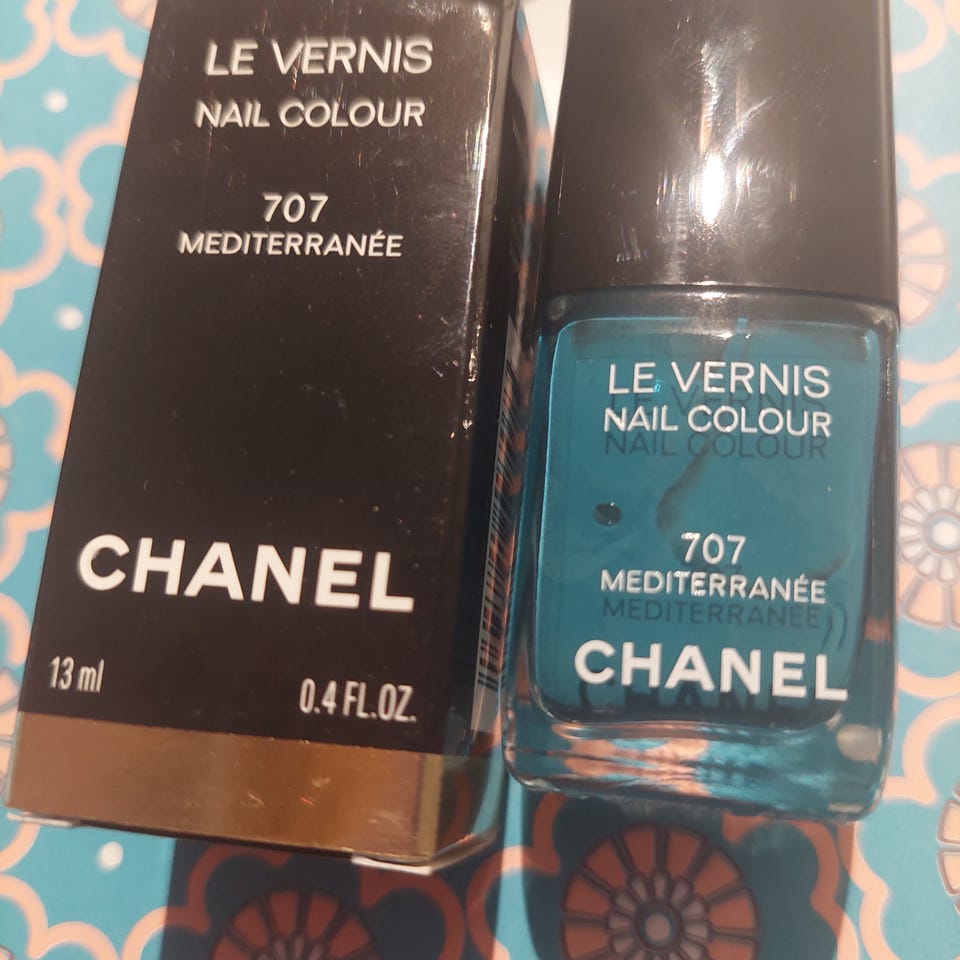 LE VERNIS
NAIL COLOUR
707
MEDITERRANÉE
CHANEL
13 ml
0.4 FL.OZ.
LE VERNIS
NAIL COLOUR
707
MEDITERRANÉE
CHANEL